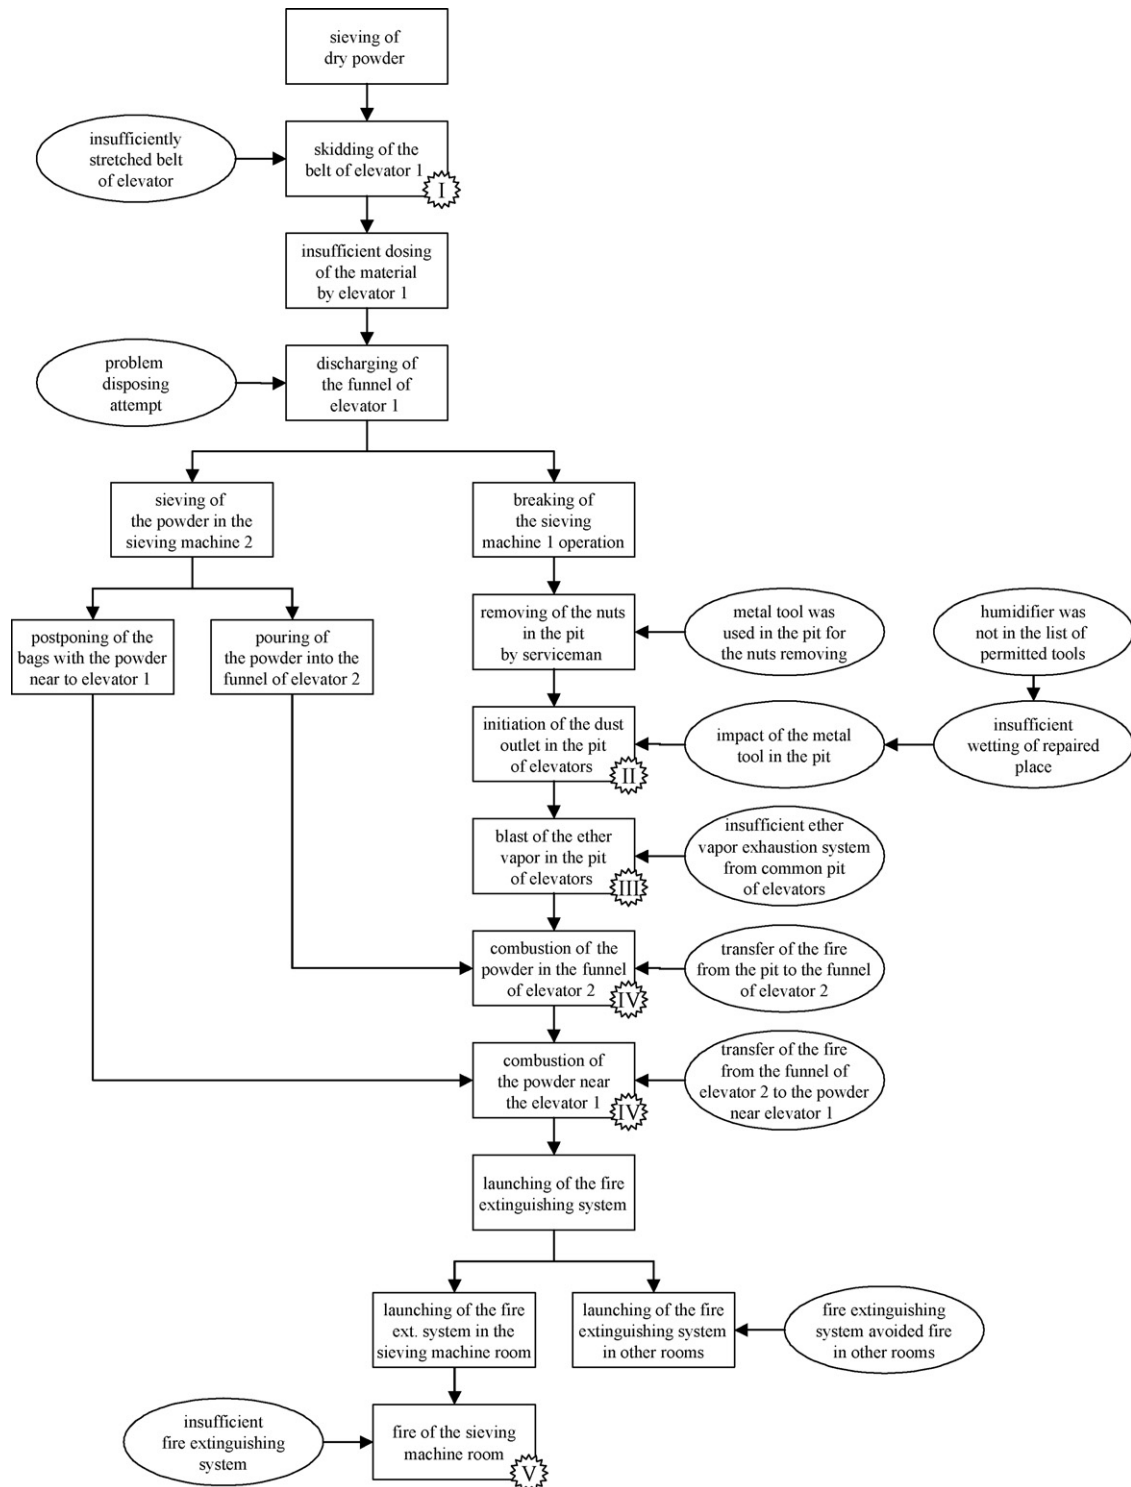 sieving of
dry powder
insufficiently
stretched belt
of elevator
skidding of the
belt of elevator 1
I
insufficient dosing
of the material
by elevator 1
problem
disposing
attempt
discharging of
the funnel of
elevator 1
sieving of
the powder in the
sieving machine 2
breaking of
the sieving
machine 1 operation
postponing of the
bags with the powder
near to elevator 1
pouring of
the powder into the
funnel of elevator 2
removing of the nuts
in the pit
by serviceman
metal tool was
used in the pit for
the nuts removing
humidifier was
not in the list of
permitted tools
initiation of the dust
outlet in the pit
of elevators
II
impact of the metal
tool in the pit
insufficient
wetting of repaired
place
blast of the ether
vapor in the pit
of elevators
III
insufficient ether
vapor exhaustion system
from common pit
of elevators
combustion of the
powder in the funnel
of elevator 2
IV
transfer of the fire
from the pit to the funnel
of elevator 2
combustion of
the powder near
the elevator 1
IV
transfer of the fire
from the funnel of
elevator 2 to the powder
near elevator 1
launching of the fire
extinguishing system
launching of the fire
ext. system in the
sieving machine room
launching of the fire
extinguishing system
in other rooms
fire extinguishing
system avoided fire
in other rooms
insufficient
fire extinguishing
system
fire of the sieving
machine room
V